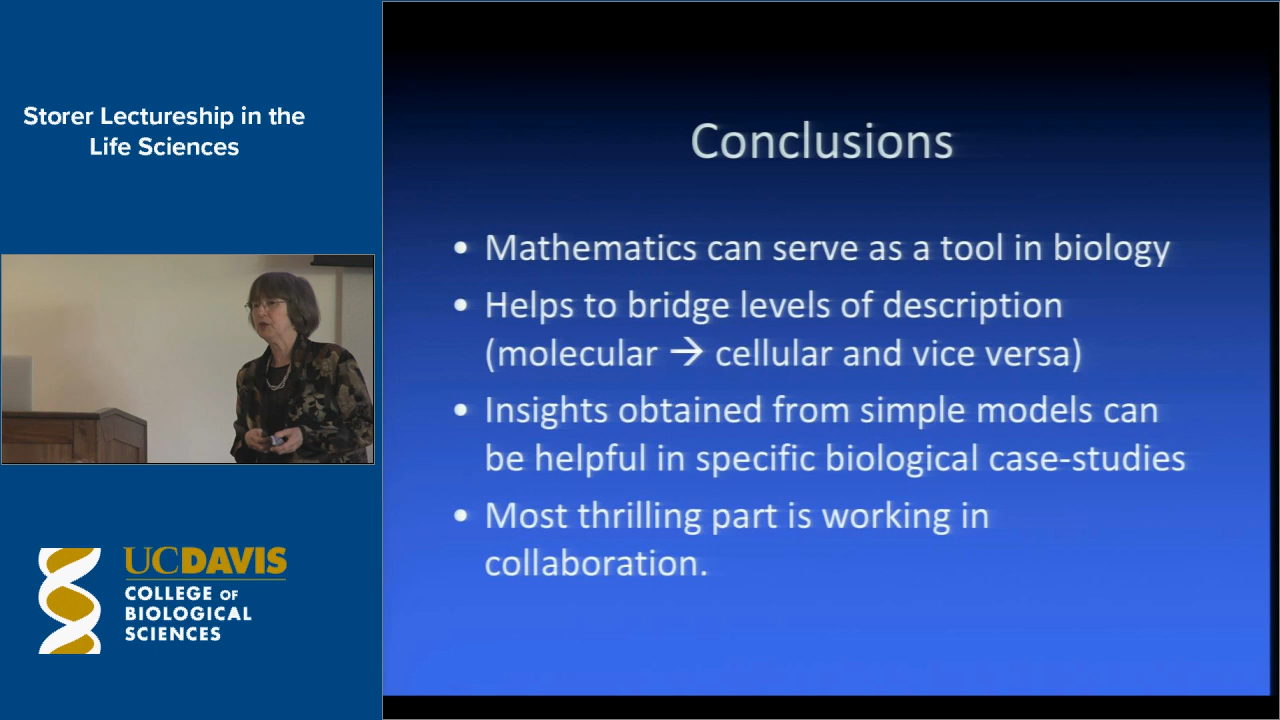 Storer Lectureship in the
Life Sciences
UCDAVIS
COLLEGE OF
BIOLOGICAL
SCIENCES
Conclusions
• Mathematics can serve as a tool in biology
• Helps to bridge levels of description
(molecular → cellular and vice versa)
• Insights obtained from simple models can
be helpful in specific biological case-studies
• Most thrilling part is working in
collaboration.